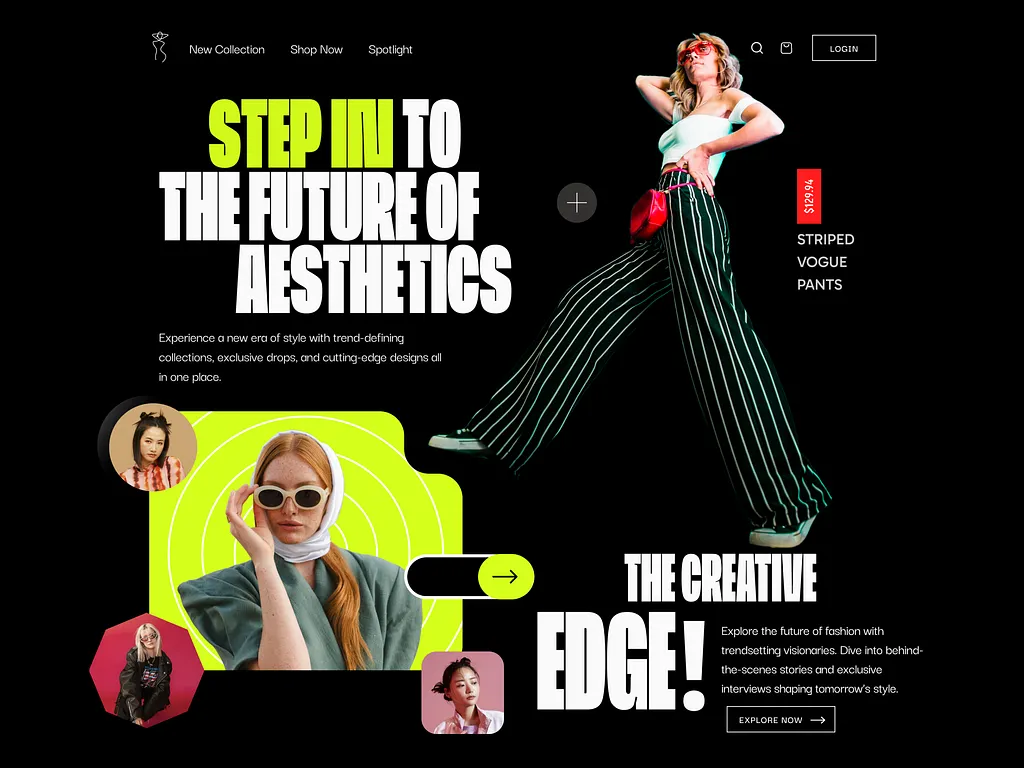 New Collection
Shop Now
Spotlight
LOGIN
STEP IN TO
THE FUTURE OF
AESTHETICS
Experience a new era of style with trend-defining
collections, exclusive drops, and cutting-edge designs all
in one place.
$129.94
STRIPED
VOGUE
PANTS
THE CREATIVE
EDGE!
Explore the future of fashion with
trendsetting visionaries. Dive into behind-
the-scenes stories and exclusive
interviews shaping tomorrow's style.
EXPLORE NOW